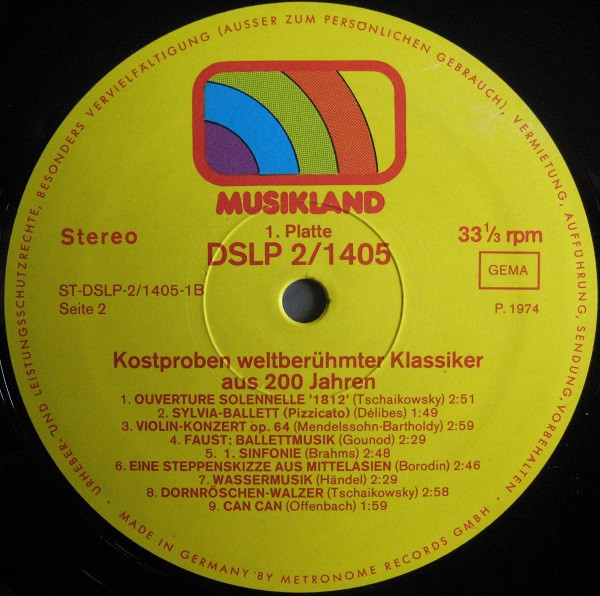 URHEBER- UND LEISTUNGSSCHUTZRECHTE, BESONDERS VERVIELFÄLTIGUNG (AUSSER ZUM PERSÖNLICHEN GEBRAUCH), VERMIETUNG, AUFFÜHRUNG, SENDUNG, VORBEHALTEN
MUSIKLAND
1. Platte
Stereo
DSLP 2/1405
33 1/3 rpm
GEMA
ST-DSLP-2/1405-1B
Seite 2
P. 1974
Kostproben weltberühmter Klassiker
aus 200 Jahren
1. OUVERTURE SOLENNELLE '1812' (Tschaikowsky) 2:51
2. SYLVIA-BALLETT (Pizzicato) (Délibes) 1:49
3. VIOLIN-KONZERT op. 64 (Mendelssohn-Bartholdy) 2:59
4. FAUST: BALLETTMUSIK (Gounod) 2:29
5. 1. SINFONIE (Brahms) 2:48
6. EINE STEPPENSKIZZE AUS MITTELASIEN (Borodin) 2:46
7. WASSERMUSIK (Händel) 2:29
8. DORNRÖSCHEN-WALZER (Tschaikowsky) 2:58
9. CAN CAN (Offenbach) 1:59
• MADE IN GERMANY BY METRONOME RECORDS GMBH •